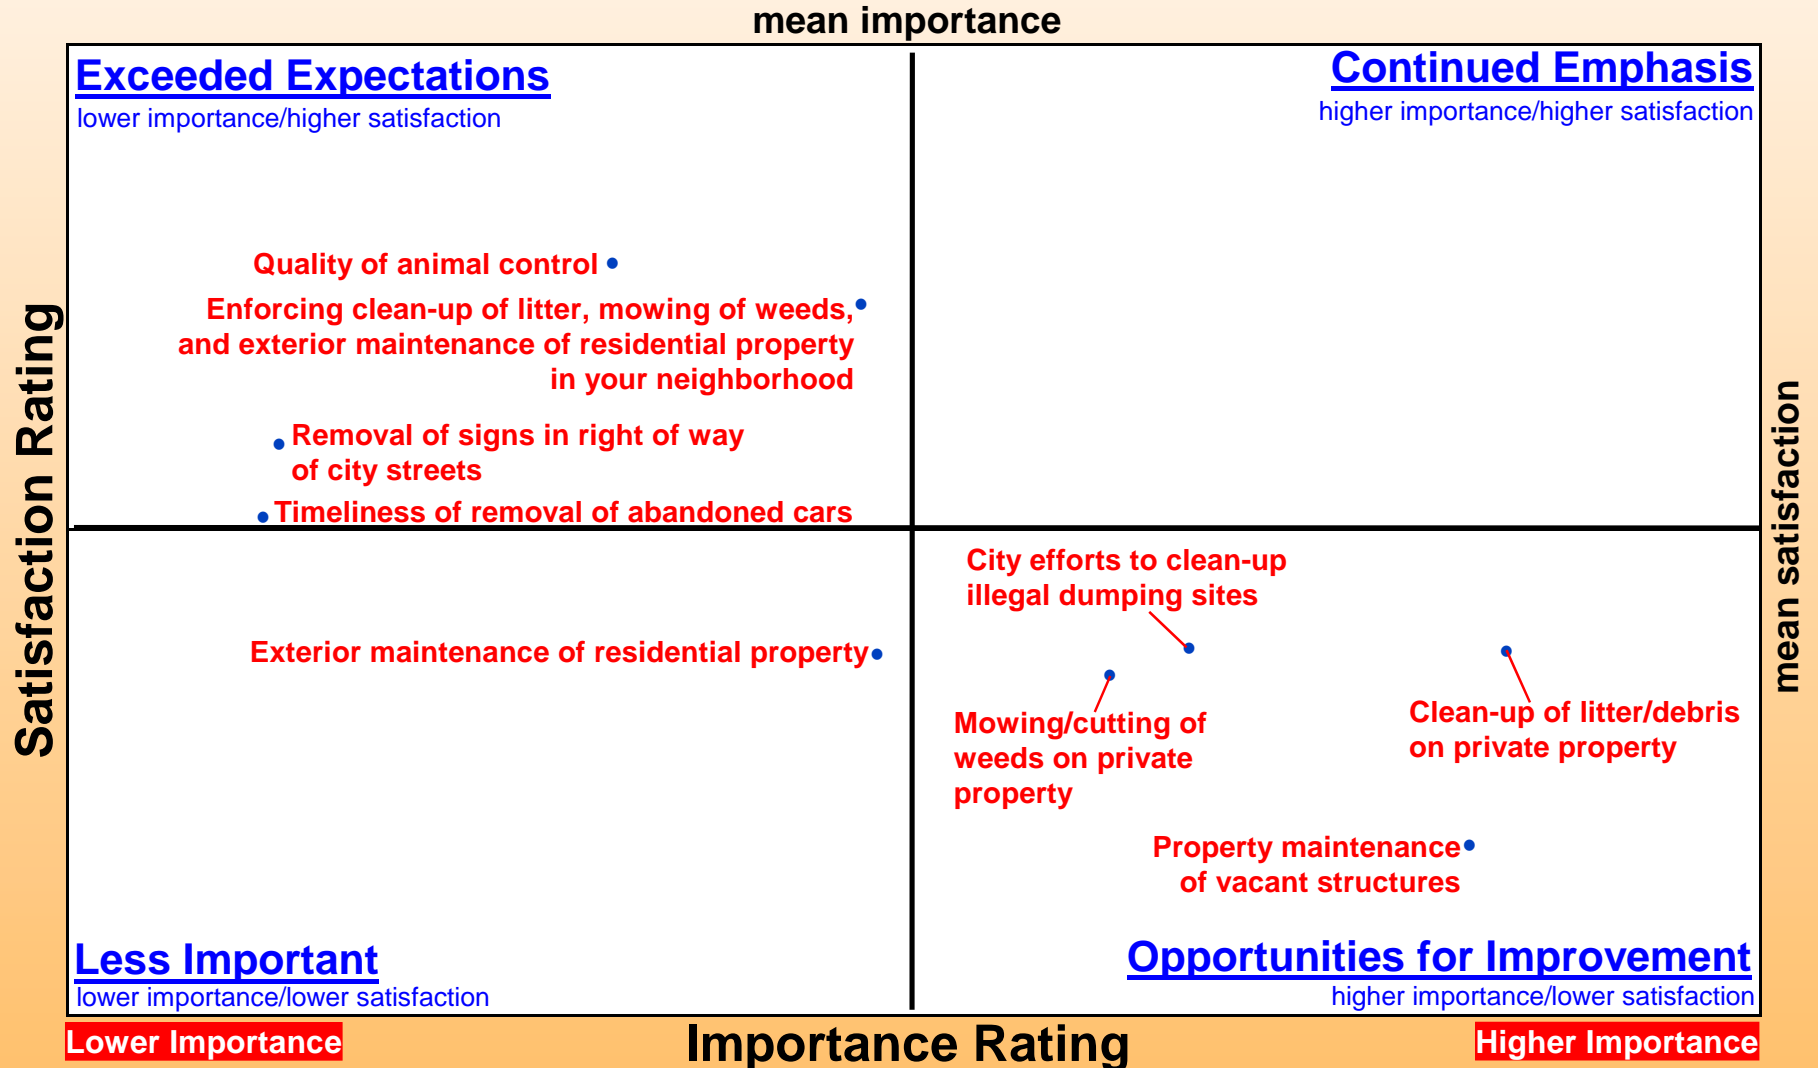 mean importance
Exceeded Expectations
lower importance/higher satisfaction
Continued Emphasis
higher importance/higher satisfaction
Quality of animal control
Enforcing clean-up of litter, mowing of weeds,
and exterior maintenance of residential property
in your neighborhood
Removal of signs in right of way
of city streets
Timeliness of removal of abandoned cars
Satisfaction Rating
mean satisfaction
City efforts to clean-up
illegal dumping sites
Exterior maintenance of residential property
Mowing/cutting of
weeds on private
property
Clean-up of litter/debris
on private property
Property maintenance
of vacant structures
Less Important
lower importance/lower satisfaction
Opportunities for Improvement
higher importance/lower satisfaction
Lower Importance
Importance Rating
Higher Importance